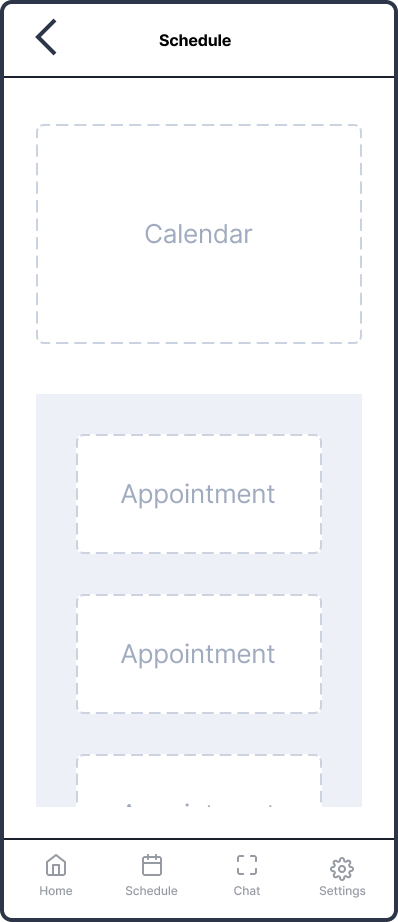 Schedule
Calendar
Appointment
Appointment
Home
Schedule
Chat
Settings